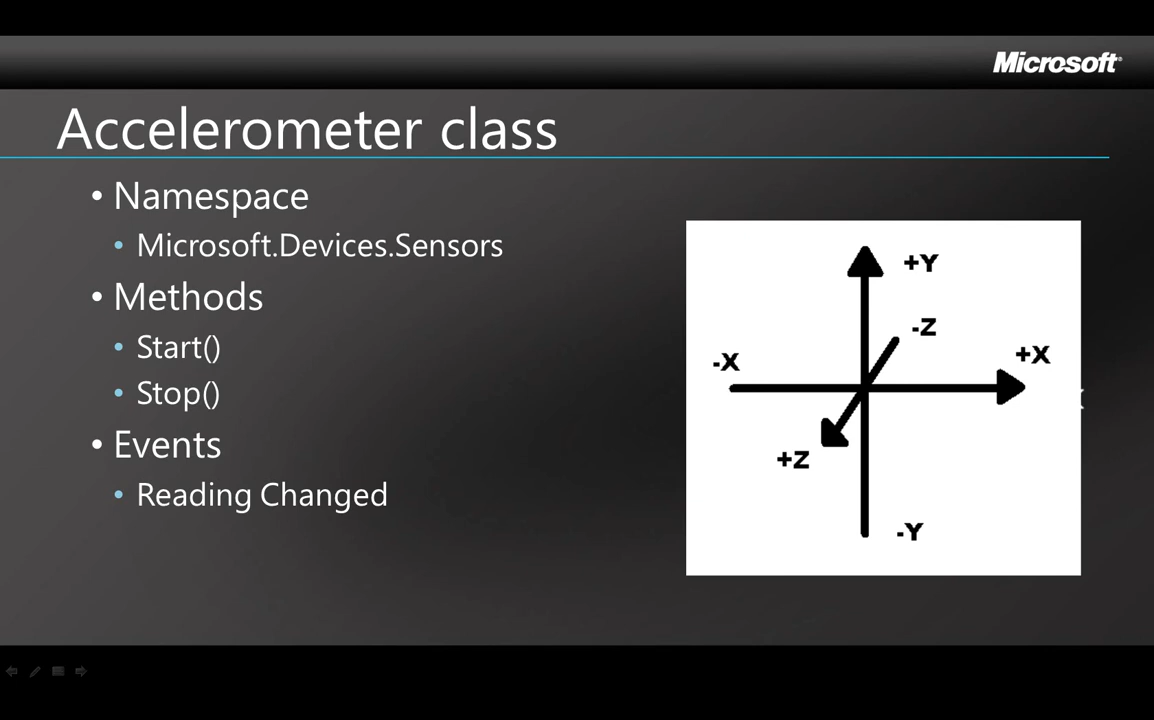 Microsoft®
Accelerometer class
• Namespace
• Microsoft.Devices.Sensors
• Methods
• Start()
• Stop()
• Events
• Reading Changed
+Y
-Z
+X
-X
+Z
-Y